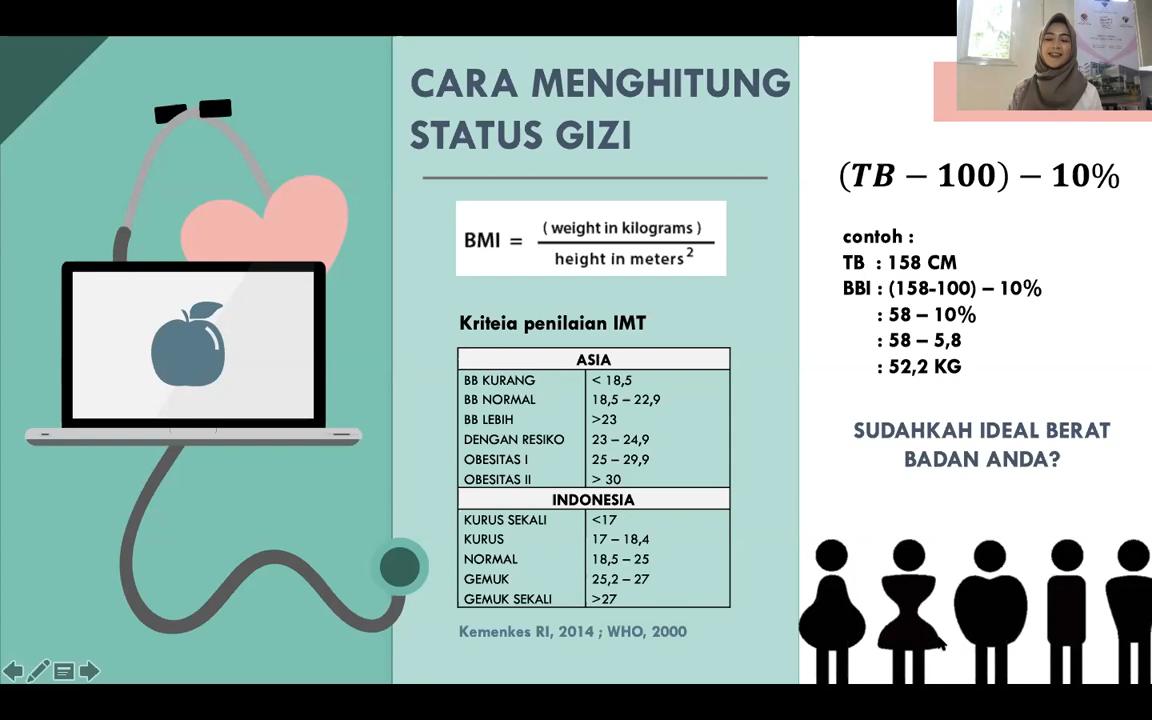 CARA MENGHITUNG
STATUS GIZI
BMI = ( weight in kilograms ) / height in meters²
Kriteia penilaian IMT
ASIA
BB KURANG < 18,5
BB NORMAL 18,5 – 22,9
BB LEBIH >23
DENGAN RESIKO 23 – 24,9
OBESITAS I 25 – 29,9
OBESITAS II > 30
INDONESIA
KURUS SEKALI <17
KURUS 17 – 18,4
NORMAL 18,5 – 25
GEMUK 25,2 – 27
GEMUK SEKALI >27
Kemenkes RI, 2014 ; WHO, 2000
(TB – 100) – 10%
contoh :
TB : 158 CM
BBI : (158-100) – 10%
: 58 – 10%
: 58 – 5,8
: 52,2 KG
SUDAHKAH IDEAL BERAT
BADAN ANDA?